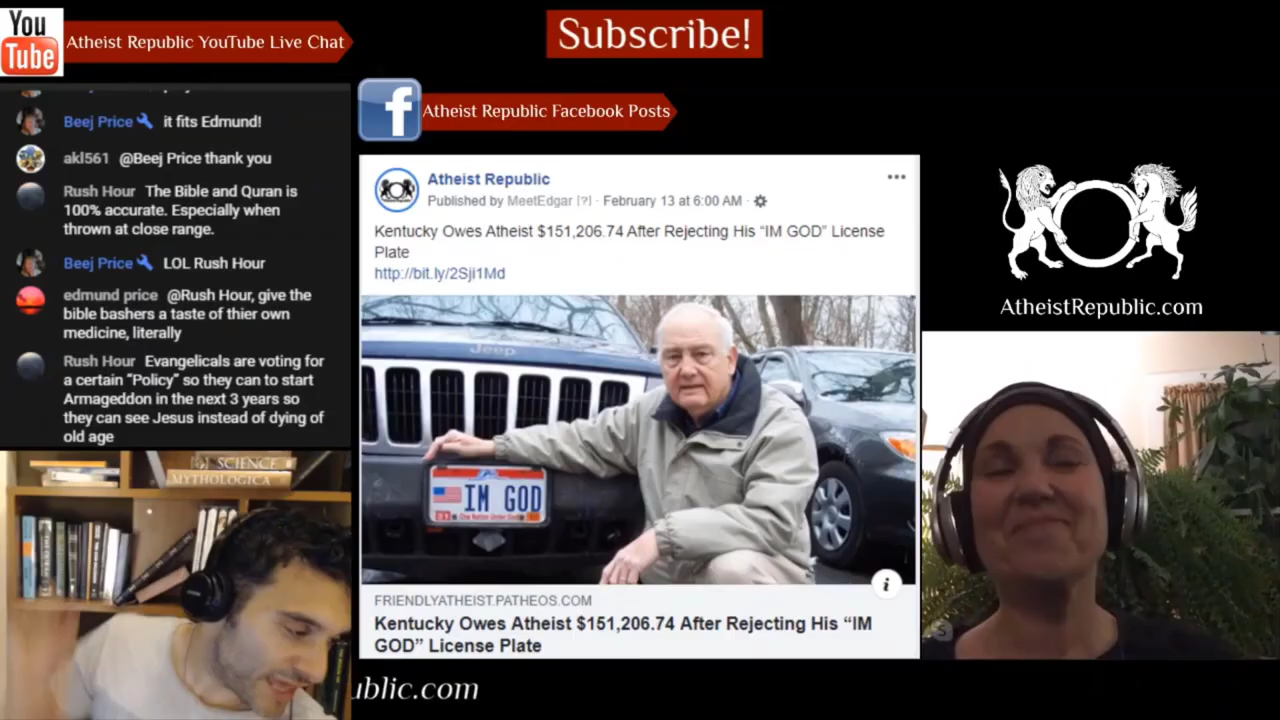 You
Tube
Atheist Republic YouTube Live Chat
Subscribe!
Beej Price it fits Edmund!
akl561 @Beej Price thank you
Rush Hour The Bible and Quran is
100% accurate. Especially when
thrown at close range.
Beej Price LOL Rush Hour
edmund price @Rush Hour, give the
bible bashers a taste of thier own
medicine, literally
Rush Hour Evangelicals are voting for
a certain "Policy" so they can to start
Armageddon in the next 3 years so
they can see Jesus instead of dying of
old age
SCIENCE
MYTHOLOGICA
f
Atheist Republic Facebook Posts
Atheist Republic
Published by MeetEdgar [?] · February 13 at 6:00 AM ·
Kentucky Owes Atheist $151,206.74 After Rejecting His “IM GOD” License
Plate
http://bit.ly/2Sji1Md
Jeep
IM GOD
i
FRIENDLYATHEIST.PATHEOS.COM
Kentucky Owes Atheist $151,206.74 After Rejecting His “IM
GOD” License Plate
AtheistRepublic.com
S
ublic.com